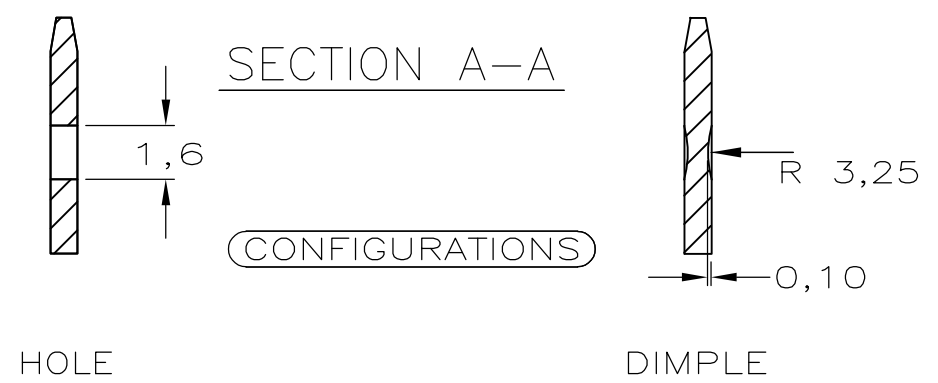 SECTION A-A
1,6
R 3,25
CONFIGURATIONS
0,10
HOLE
DIMPLE